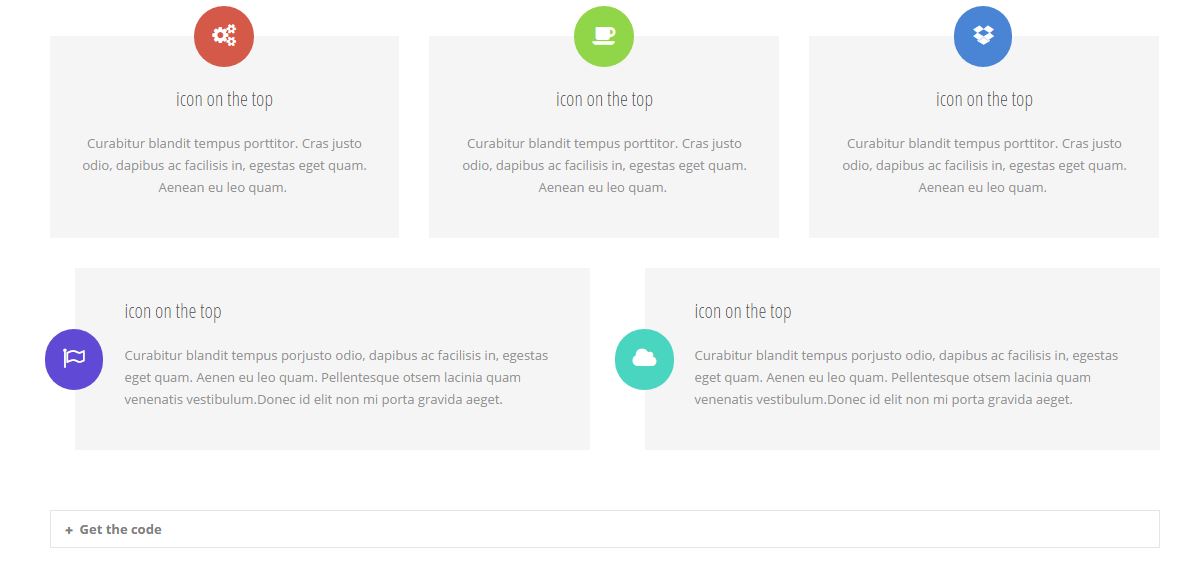 icon on the top
Curabitur blandit tempus porttitor. Cras justo
odio, dapibus ac facilisis in, egestas eget quam.
Aenean eu leo quam.
icon on the top
Curabitur blandit tempus porttitor. Cras justo
odio, dapibus ac facilisis in, egestas eget quam.
Aenean eu leo quam.
icon on the top
Curabitur blandit tempus porttitor. Cras justo
odio, dapibus ac facilisis in, egestas eget quam.
Aenean eu leo quam.
icon on the top
Curabitur blandit tempus porjusto odio, dapibus ac facilisis in, egestas
eget quam. Aenen eu leo quam. Pellentesque otsem lacinia quam
venenatis vestibulum.Donec id elit non mi porta gravida aeget.
icon on the top
Curabitur blandit tempus porjusto odio, dapibus ac facilisis in, egestas
eget quam. Aenen eu leo quam. Pellentesque otsem lacinia quam
venenatis vestibulum.Donec id elit non mi porta gravida aeget.
+ Get the code